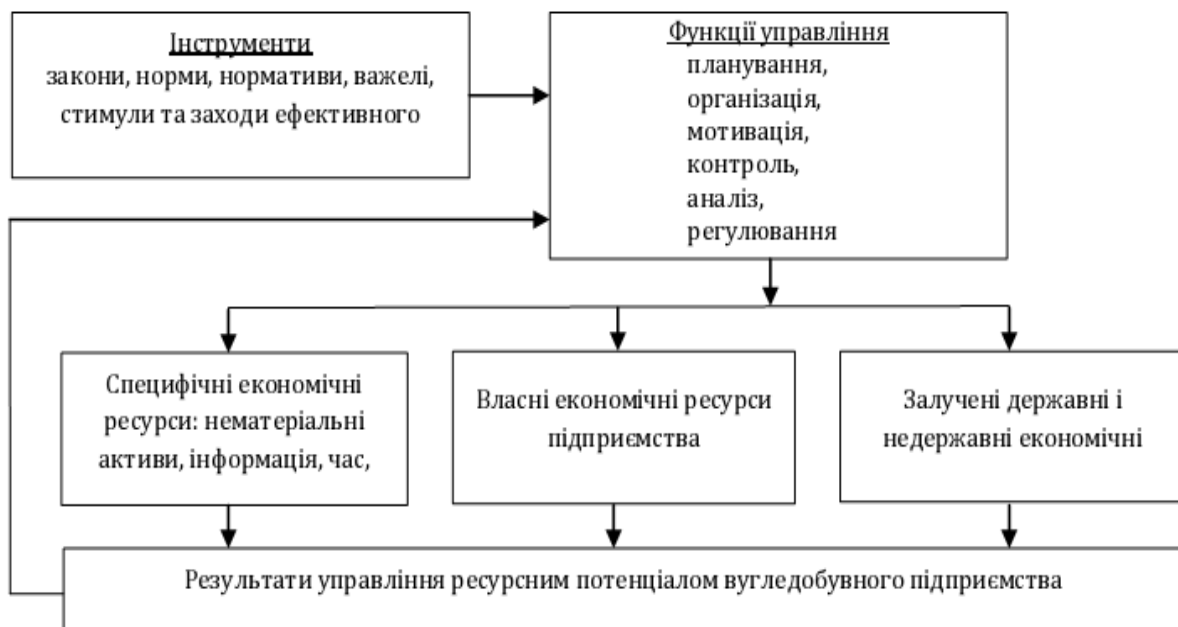 Інструменти
закони, норми, нормативи, важелі,
стимули та заходи ефективного
Функції управління
планування,
організація,
мотивація,
контроль,
аналіз,
регулювання
Специфічні економічні
ресурси: нематеріальні
активи, інформація, час,
Власні економічні ресурси
підприємства
Залучені державні і
недержавні економічні
Результати управління ресурсним потенціалом вугледобувного підприємства